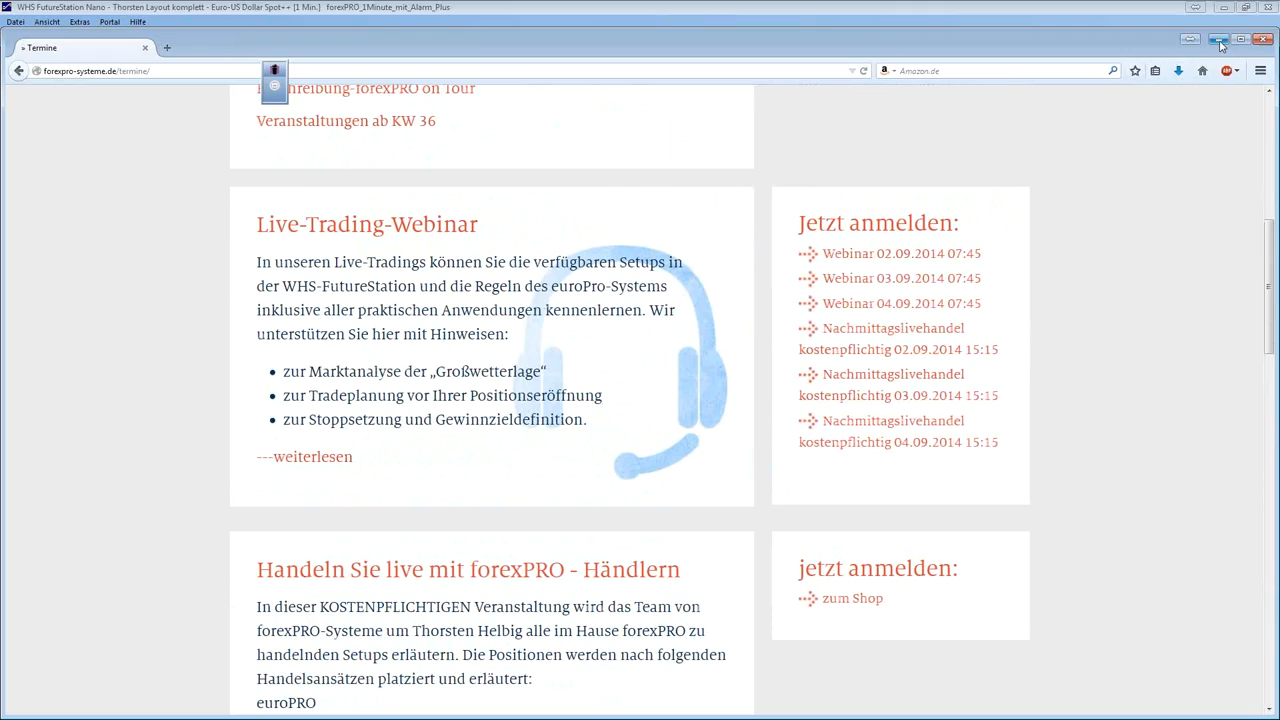 WHS FutureStation Nano - Thorsten Layout komplett - Euro-US Dollar Spot++ [1 Min.] forexPRO_1Minute_mit_Alarm_Plus
Datei Ansicht Extras Portal Hilfe
» Termine
forexpro-systeme.de/termine/
Amazon.de
on Tour
Veranstaltungen ab KW 36
Live-Trading-Webinar
In unseren Live-Tradings können Sie die verfügbaren Setups in
der WHS-FutureStation und die Regeln des euroPro-Systems
inklusive aller praktischen Anwendungen kennenlernen. Wir
unterstützen Sie hier mit Hinweisen:
• zur Marktanalyse der „Großwetterlage“
• zur Tradeplanung vor Ihrer Positionseröffnung
• zur Stoppsetzung und Gewinnzieldefinition.
---weiterlesen
Jetzt anmelden:
Webinar 02.09.2014 07:45
Webinar 03.09.2014 07:45
Webinar 04.09.2014 07:45
Nachmittagslivehandel
kostenpflichtig 02.09.2014 15:15
Nachmittagslivehandel
kostenpflichtig 03.09.2014 15:15
Nachmittagslivehandel
kostenpflichtig 04.09.2014 15:15
Handeln Sie live mit forexPRO - Händlern
In dieser KOSTENPFLICHTIGEN Veranstaltung wird das Team von
forexPRO-Systeme um Thorsten Helbig alle im Hause forexPRO zu
handelnden Setups erläutern. Die Positionen werden nach folgenden
Handelsansätzen platziert und erläutert:
euroPRO
jetzt anmelden:
zum Shop